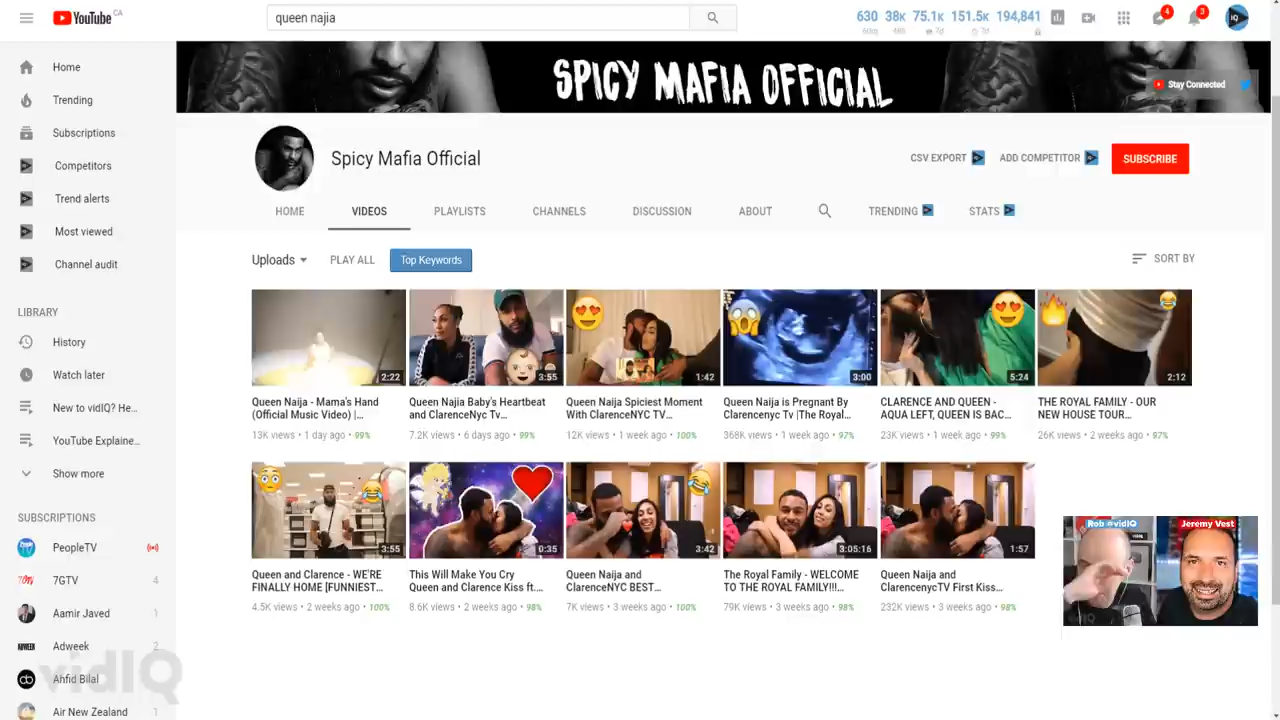 YouTube CA
queen najia
630 38K 75.1K 151.5K 194,841
60m 48h 7d 7d
4
3
IQ
SPICY MAFIA OFFICIAL
Stay Connected
Home
Trending
Subscriptions
Competitors
Trend alerts
Most viewed
Channel audit
LIBRARY
History
Watch later
New to vidIQ? He...
YouTube Explaine...
Show more
SUBSCRIPTIONS
PeopleTV
7GTV 4
Aamir Javed 1
Adweek 2
Ahfid Bilal
Air New Zealand 1
Spicy Mafia Official
CSV EXPORT
ADD COMPETITOR
SUBSCRIBE
HOME VIDEOS PLAYLISTS CHANNELS DISCUSSION ABOUT TRENDING STATS
Uploads PLAY ALL Top Keywords
SORT BY
2:22
Queen Naija - Mama's Hand
(Official Music Video) |...
13K views • 1 day ago • 99%
3:55
Queen Najia Baby's Heartbeat
and ClarenceNyc Tv...
7.2K views • 6 days ago • 99%
1:42
Queen Naija Spiciest Moment
With ClarenceNYC TV...
12K views • 1 week ago • 100%
3:00
Queen Naija is Pregnant By
Clarencenyc Tv |The Royal...
368K views • 1 week ago • 97%
5:24
CLARENCE AND QUEEN -
AQUA LEFT, QUEEN IS BAC...
23K views • 1 week ago • 99%
2:12
THE ROYAL FAMILY - OUR
NEW HOUSE TOUR...
26K views • 2 weeks ago • 97%
3:55
Queen and Clarence - WE'RE
FINALLY HOME [FUNNIEST...
4.5K views • 2 weeks ago • 100%
0:35
This Will Make You Cry
Queen and Clarence Kiss ft...
8.6K views • 2 weeks ago • 98%
3:42
Queen Naija and
ClarenceNYC BEST...
7K views • 3 weeks ago • 100%
3:05:16
The Royal Family - WELCOME
TO THE ROYAL FAMILY!!!...
79K views • 3 weeks ago • 98%
1:57
Queen Naija and
ClarencenycTV First Kiss...
232K views • 3 weeks ago • 98%
Rob @vidIQ
Jeremy Vest
vidIQ